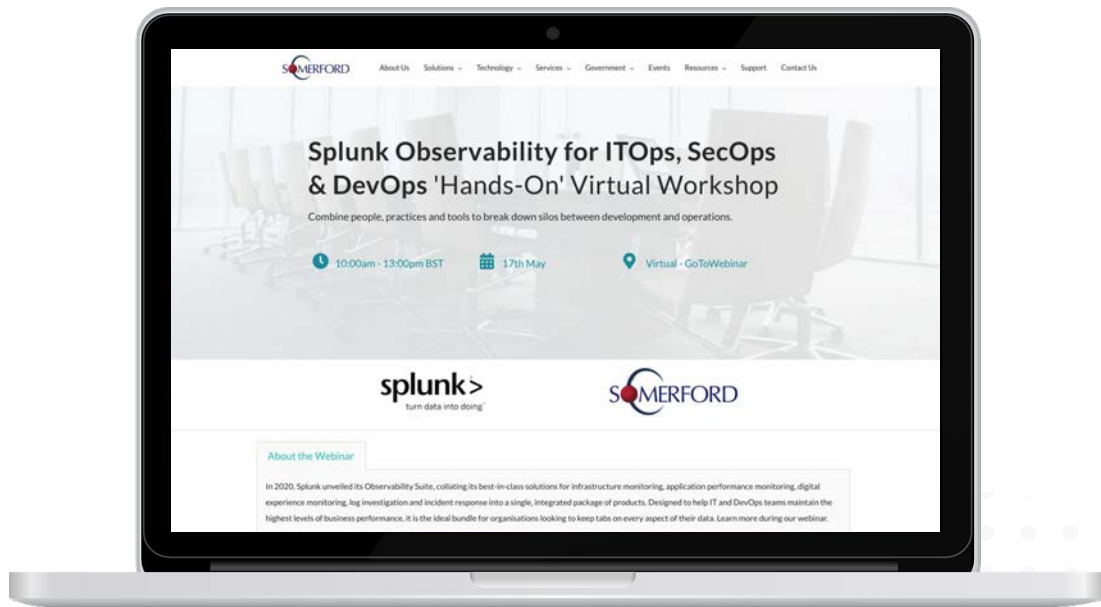 SOMERFORD About Us Solutions Technology Services Government Events Resources Support Contact Us
Splunk Observability for ITOps, SecOps
& DevOps 'Hands-On' Virtual Workshop
Combine people, practices and tools to break down silos between development and operations.
10:00am - 13:00pm BST 17th May Virtual - GoToWebinar
splunk> SOMERFORD
turn data into doing™
About the Webinar
In 2020, Splunk unveiled its Observability Suite, collating its best-in-class solutions for infrastructure monitoring, application performance monitoring, digital
experience monitoring, log investigation and incident response into a single, integrated package of products. Designed to help IT and DevOps teams maintain the
highest levels of business performance, it is the ideal bundle for organisations looking to keep tabs on every aspect of their data. Learn more during our webinar.